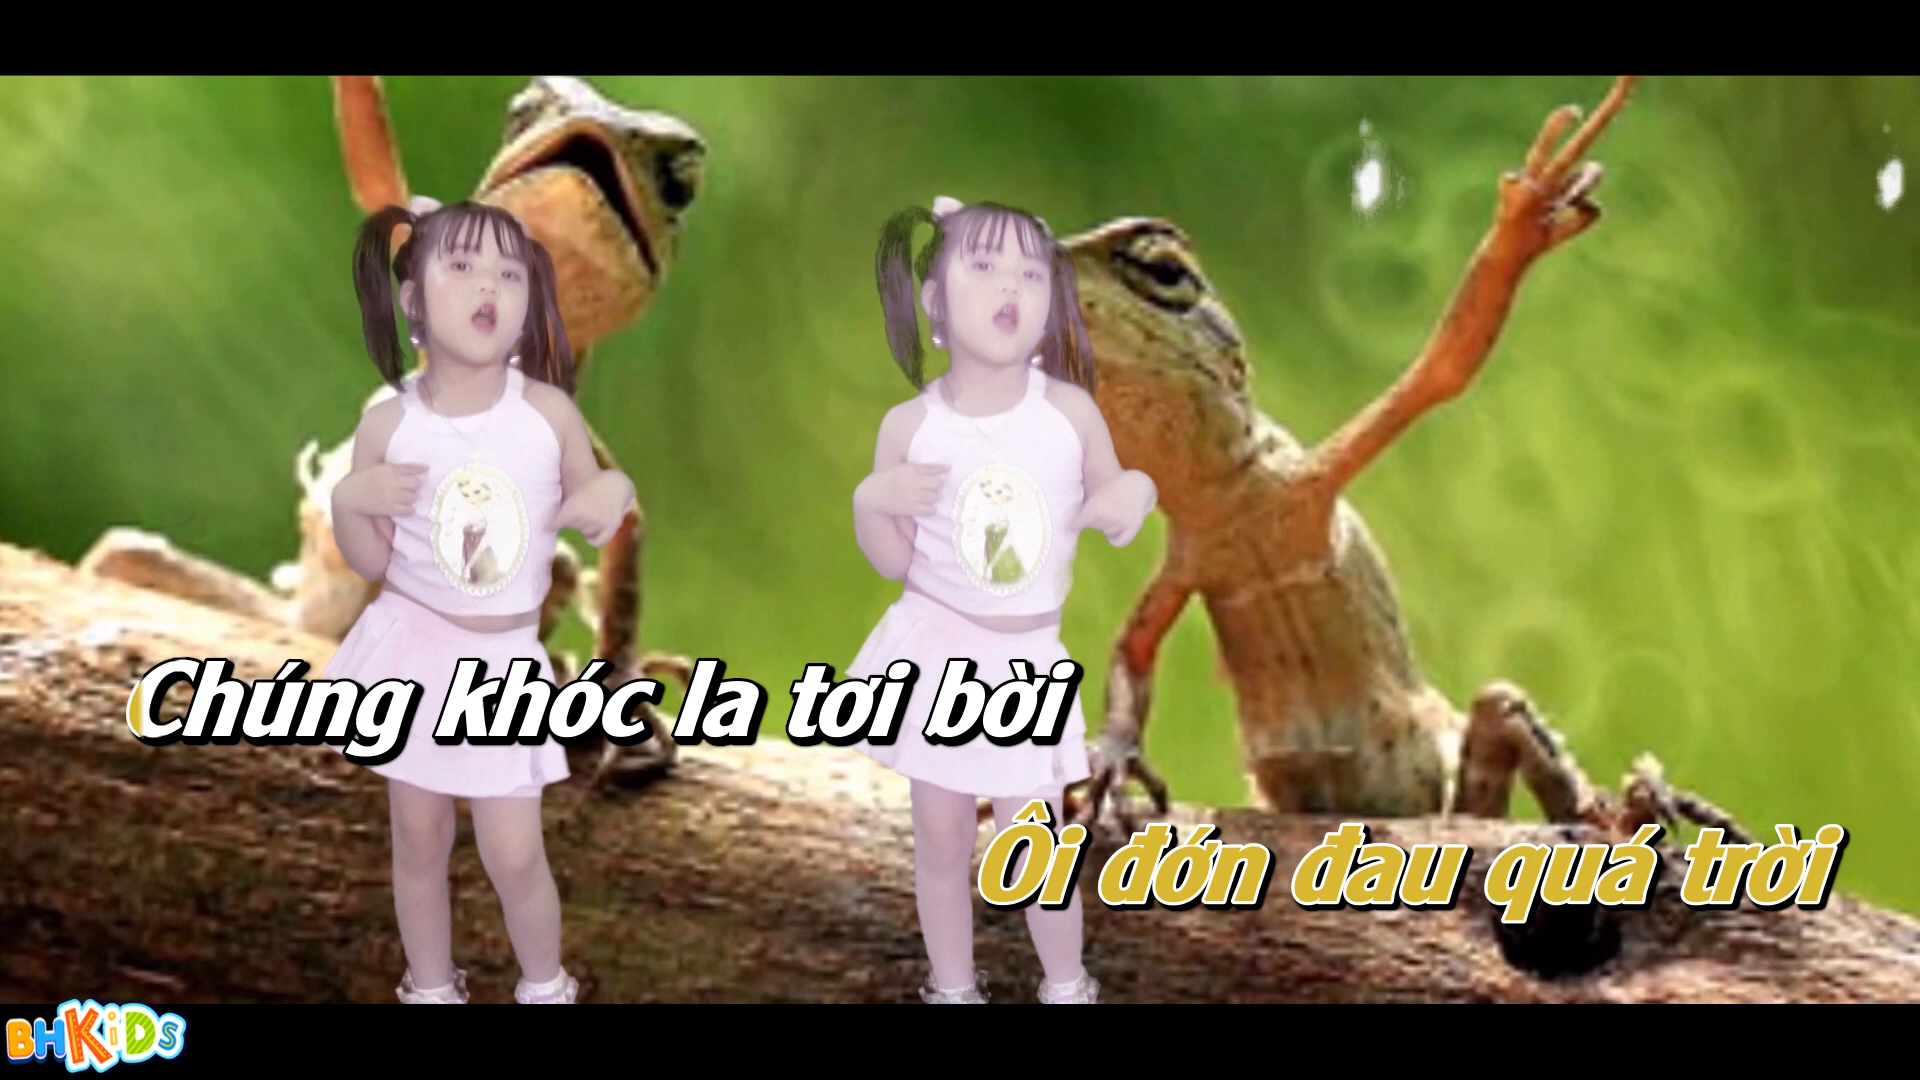 Chúng khóc la tơi bời
Ôi đớn đau quá trời
BHKiDS